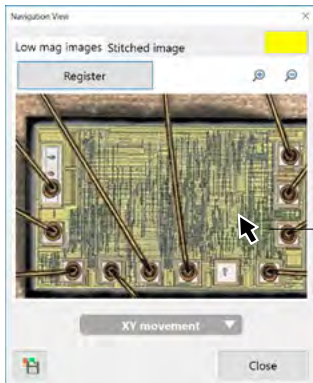 Navigation View
Low mag images Stitched image
Register
XY movement
Close